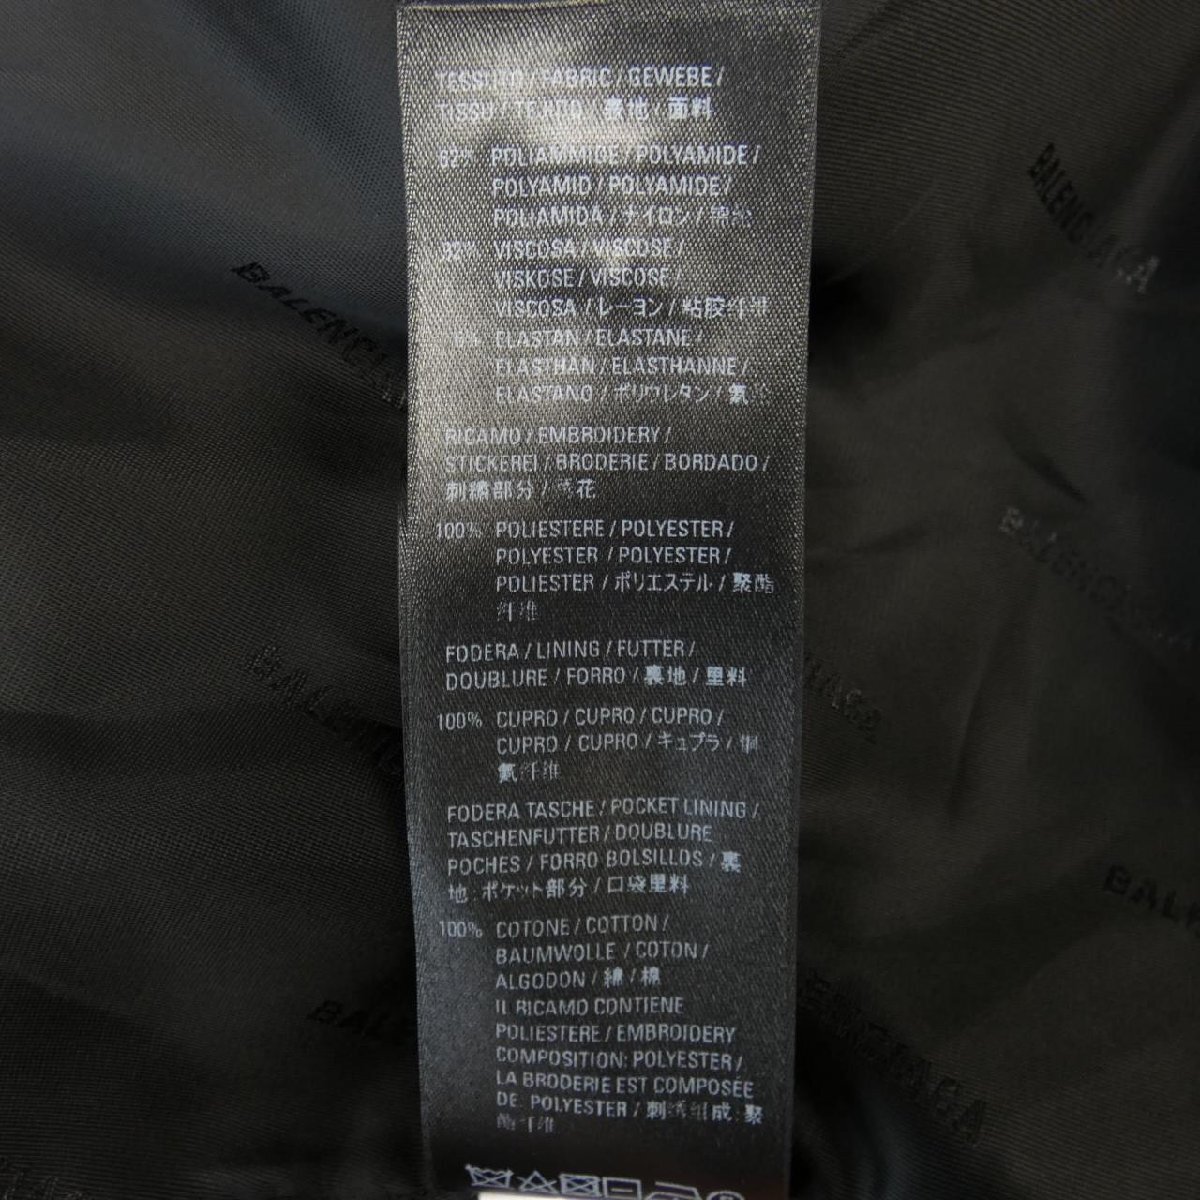 TESSUTO / FABRIC / GEWEBE /
TISSU / TEJIDO / 表地 / 面料
62% POLIAMMIDE / POLYAMIDE /
POLYAMID / POLYAMIDE /
POLIAMIDA / ナイロン /
32% VISCOSA / VISCOSE /
VISKOSE / VISCOSE
VISCOSA / レーヨン / 粘胶纤维
ELASTAN / ELASTANE /
ELASTHAN / ELASTHANNE /
ELASTANO / ポリウレタン / 氨
RICAMO / EMBROIDERY /
STICKEREI / BRODERIE / BORDADO /
刺繍部分 / 绣花
100% POLIESTERE / POLYESTER /
POLYESTER / POLYESTER /
POLIESTER / ポリエステル / 聚酯
纤维
FODERA / LINING / FUTTER /
DOUBLURE / FORRO / 裏地 / 里料
100% CUPRO / CUPRO / CUPRO /
CUPRO / CUPRO / キュプラ / 铜
氨纤维
FODERA TASCHE / POCKET LINING /
TASCHENFUTTER / DOUBLURE
POCHES / FORRO BOLSILLOS / 裏
地. ポケット部分 / 口袋里料
100% COTONE / COTTON /
BAUMWOLLE / COTON /
ALGODON / 綿 / 棉
IL RICAMO CONTIENE
POLIESTERE / EMBROIDERY
COMPOSITION: POLYESTER /
LA BRODERIE EST COMPOSÉE
DE POLYESTER / 刺绣组成: 聚
酯纤维
BALENCIAGA
BALENCIAGA
BALENCIAGA